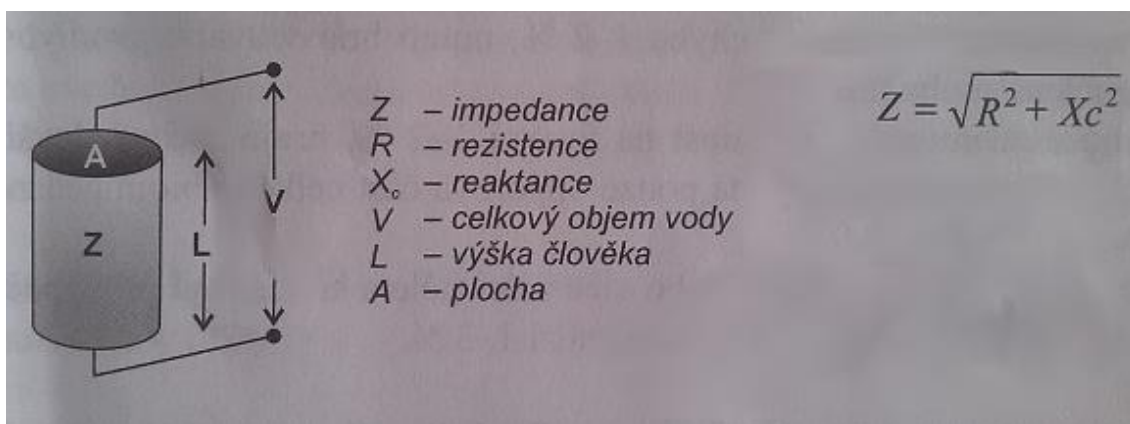 A
Z
L
V
Z – impedance
R – rezistence
Xc – reaktance
V – celkový objem vody
L – výška člověka
A – plocha
Z = √R² + Xc²